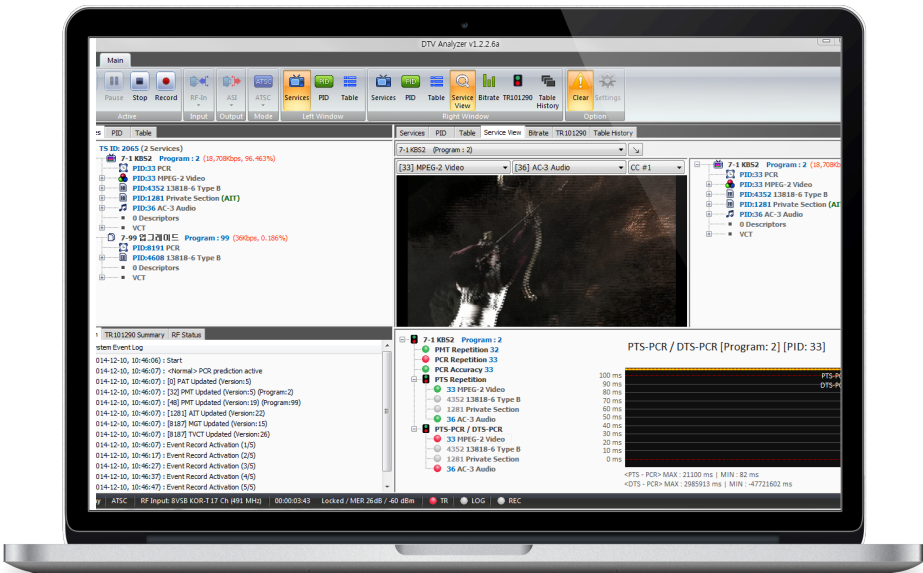 DTV Analyzer v1.2.2.6a
Main
Pause Stop Record RF-In ASI ATSC Services PID Table Services PID Table Service View Bitrate TR101290 Table History Clear Settings
Active Input Output Mode Left Window Right Window Option
PID Table
TS ID: 2065 (2 Services)
7-1 KBS2 Program : 2 (18,708Kbps, 96.463%)
PID:33 PCR
PID:33 MPEG-2 Video
PID:4352 13818-6 Type B
PID:1281 Private Section (AIT)
PID:36 AC-3 Audio
0 Descriptors
VCT
7-99 업그레이드 Program : 99 (36Kbps, 0.186%)
PID:8191 PCR
PID:4608 13818-6 Type B
0 Descriptors
VCT
Services PID Table Service View Bitrate TR101290 Table History
7-1 KBS2 (Program : 2)
[33] MPEG-2 Video [36] AC-3 Audio CC #1
7-1 KBS2 Program : 2 (18,708Kb
PID:33 PCR
PID:33 MPEG-2 Video
PID:4352 13818-6 Type B
PID:1281 Private Section (AI
PID:36 AC-3 Audio
0 Descriptors
VCT
TR101290 Summary RF Status
stem Event Log
014-12-10, 10:46:06) : Start
014-12-10, 10:46:07) : <Normal> PCR prediction active
014-12-10, 10:46:07) : [0] PAT Updated (Version:5)
014-12-10, 10:46:07) : [32] PMT Updated (Version:5) (Program:2)
014-12-10, 10:46:07) : [48] PMT Updated (Version:19) (Program:99)
014-12-10, 10:46:07) : [1281] AIT Updated (Version:22)
014-12-10, 10:46:07) : [8187] MGT Updated (Version:15)
014-12-10, 10:46:07) : [8187] TVCT Updated (Version:26)
014-12-10, 10:46:07) : Event Record Activation (1/5)
014-12-10, 10:46:17) : Event Record Activation (2/5)
014-12-10, 10:46:27) : Event Record Activation (3/5)
014-12-10, 10:46:37) : Event Record Activation (4/5)
014-12-10, 10:46:47) : Event Record Activation (5/5)
7-1 KBS2 Program : 2
PMT Repetition 32
PCR Repetition 33
PCR Accuracy 33
PTS Repetition
33 MPEG-2 Video
4352 13818-6 Type B
1281 Private Section
36 AC-3 Audio
PTS-PCR / DTS-PCR
33 MPEG-2 Video
4352 13818-6 Type B
1281 Private Section
36 AC-3 Audio
PTS-PCR / DTS-PCR [Program: 2] [PID: 33]
PTS-P
DTS-P
100 ms
90 ms
80 ms
70 ms
60 ms
50 ms
40 ms
30 ms
20 ms
10 ms
0 ms
<PTS - PCR> MAX : 21100 ms | MIN : 82 ms
<DTS - PCR> MAX : 2985913 ms | MIN : -47721602 ms
y ATSC RF Input: 8VSB KOR-T 17 Ch (491 MHz) 00:00:03:43 Locked / MER 26dB / -60 dBm TR LOG REC